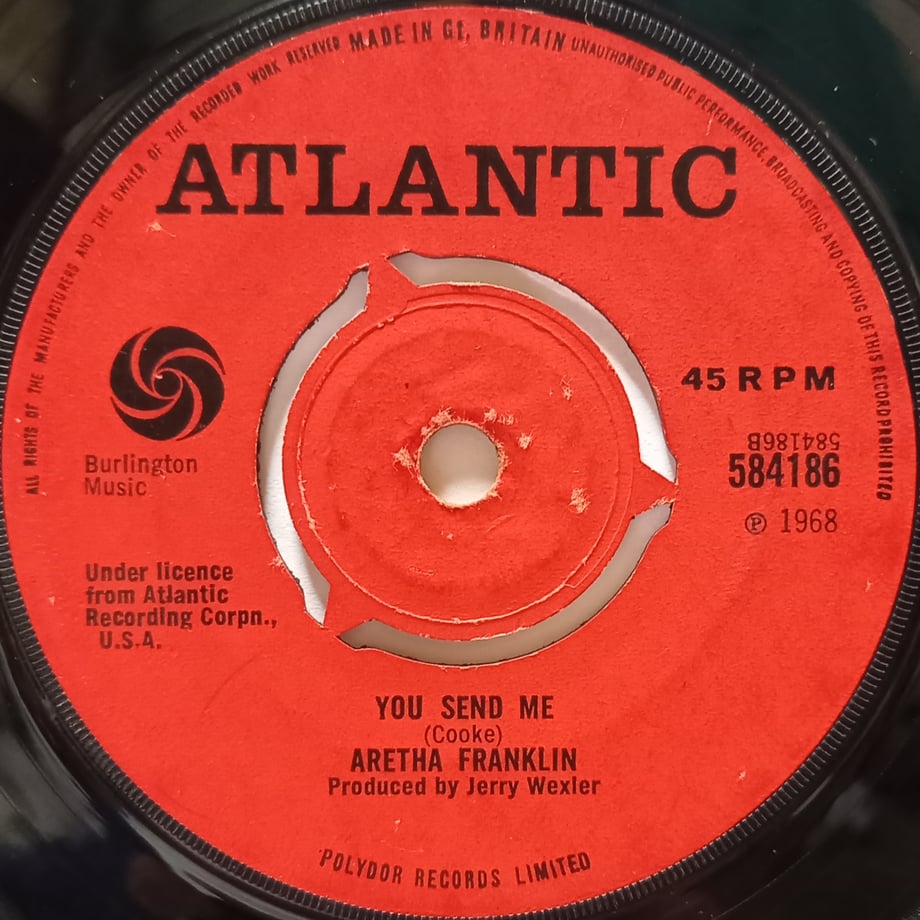 ALL RIGHTS OF THE MANUFACTURERS AND THE OWNER OF THE RECORDED WORK RESERVED MADE IN GT. BRITAIN UNAUTHORISED PUBLIC PERFORMANCE, BROADCASTING AND COPYING OF THIS RECORD PROHIBITED
ATLANTIC
45 RPM
584186B
584186
℗ 1968
Burlington
Music
Under licence
from Atlantic
Recording Corpn.,
U.S.A.
YOU SEND ME
(Cooke)
ARETHA FRANKLIN
Produced by Jerry Wexler
POLYDOR RECORDS LIMITED